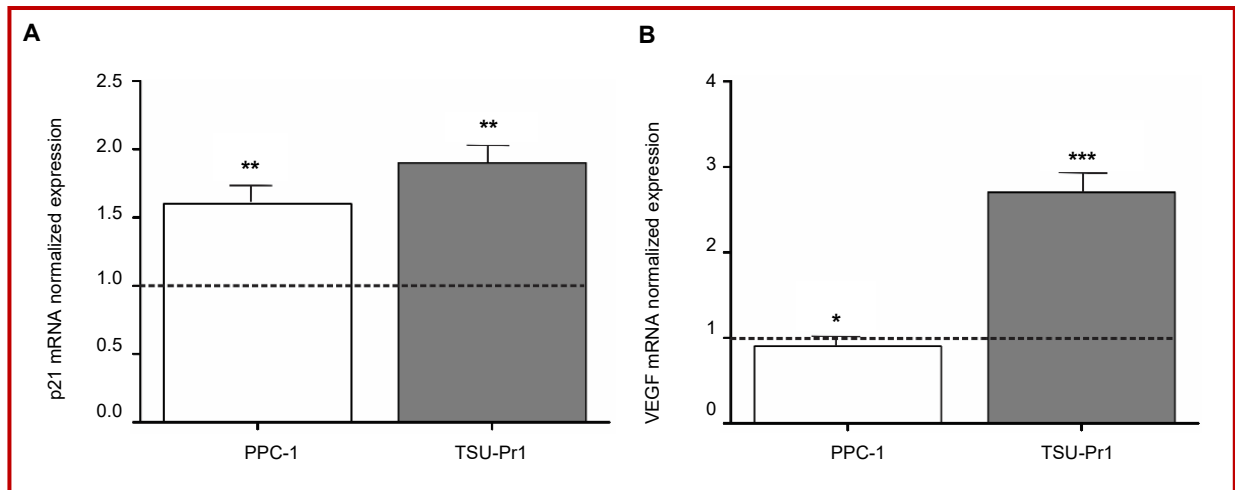 A
p21 mRNA normalized expression
2.5
2.0
1.5
1.0
0.5
0.0
**
**
PPC-1
TSU-Pr1
B
VEGF mRNA normalized expression
4
3
2
1
0
*
***
PPC-1
TSU-Pr1